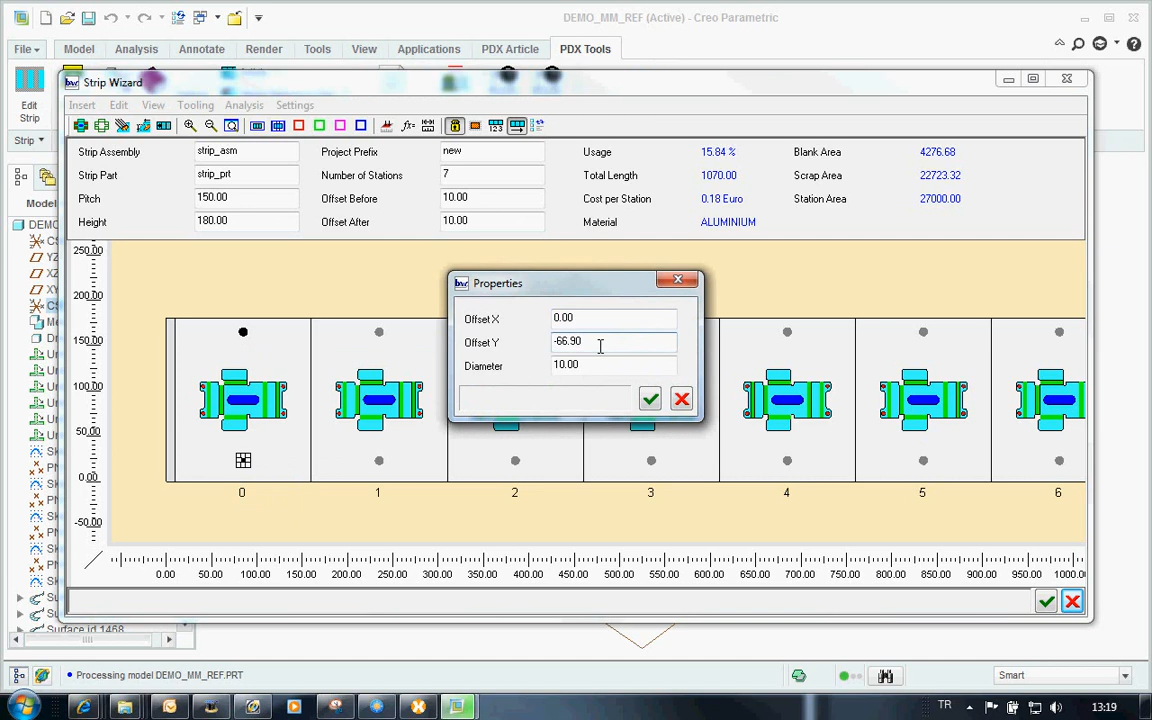 DEMO_MM_REF (Active) - Creo Parametric
File
Model
Analysis
Annotate
Render
Tools
View
Applications
PDX Article
PDX Tools
Edit
Strip
Strip
Strip Wizard
Insert
Edit
View
Tooling
Analysis
Settings
Strip Assembly
strip_asm
Project Prefix
new
Usage
15.84 %
Blank Area
4276.68
Strip Part
strip_prt
Number of Stations
7
Total Length
1070.00
Scrap Area
22723.32
Pitch
150.00
Offset Before
10.00
Cost per Station
0.18 Euro
Station Area
27000.00
Height
180.00
Offset After
10.00
Material
ALUMINIUM
Properties
Offset X
0.00
Offset Y
-66.90
Diameter
10.00
250.00
200.00
150.00
100.00
50.00
0.00
-50.00
0
1
2
3
4
5
6
0.00
50.00
100.00
150.00
200.00
250.00
300.00
350.00
400.00
450.00
500.00
550.00
600.00
650.00
700.00
750.00
800.00
850.00
900.00
950.00
1000.0
Surface id 1458
Processing model DEMO_MM_REF.PRT
Smart
TR
13:19